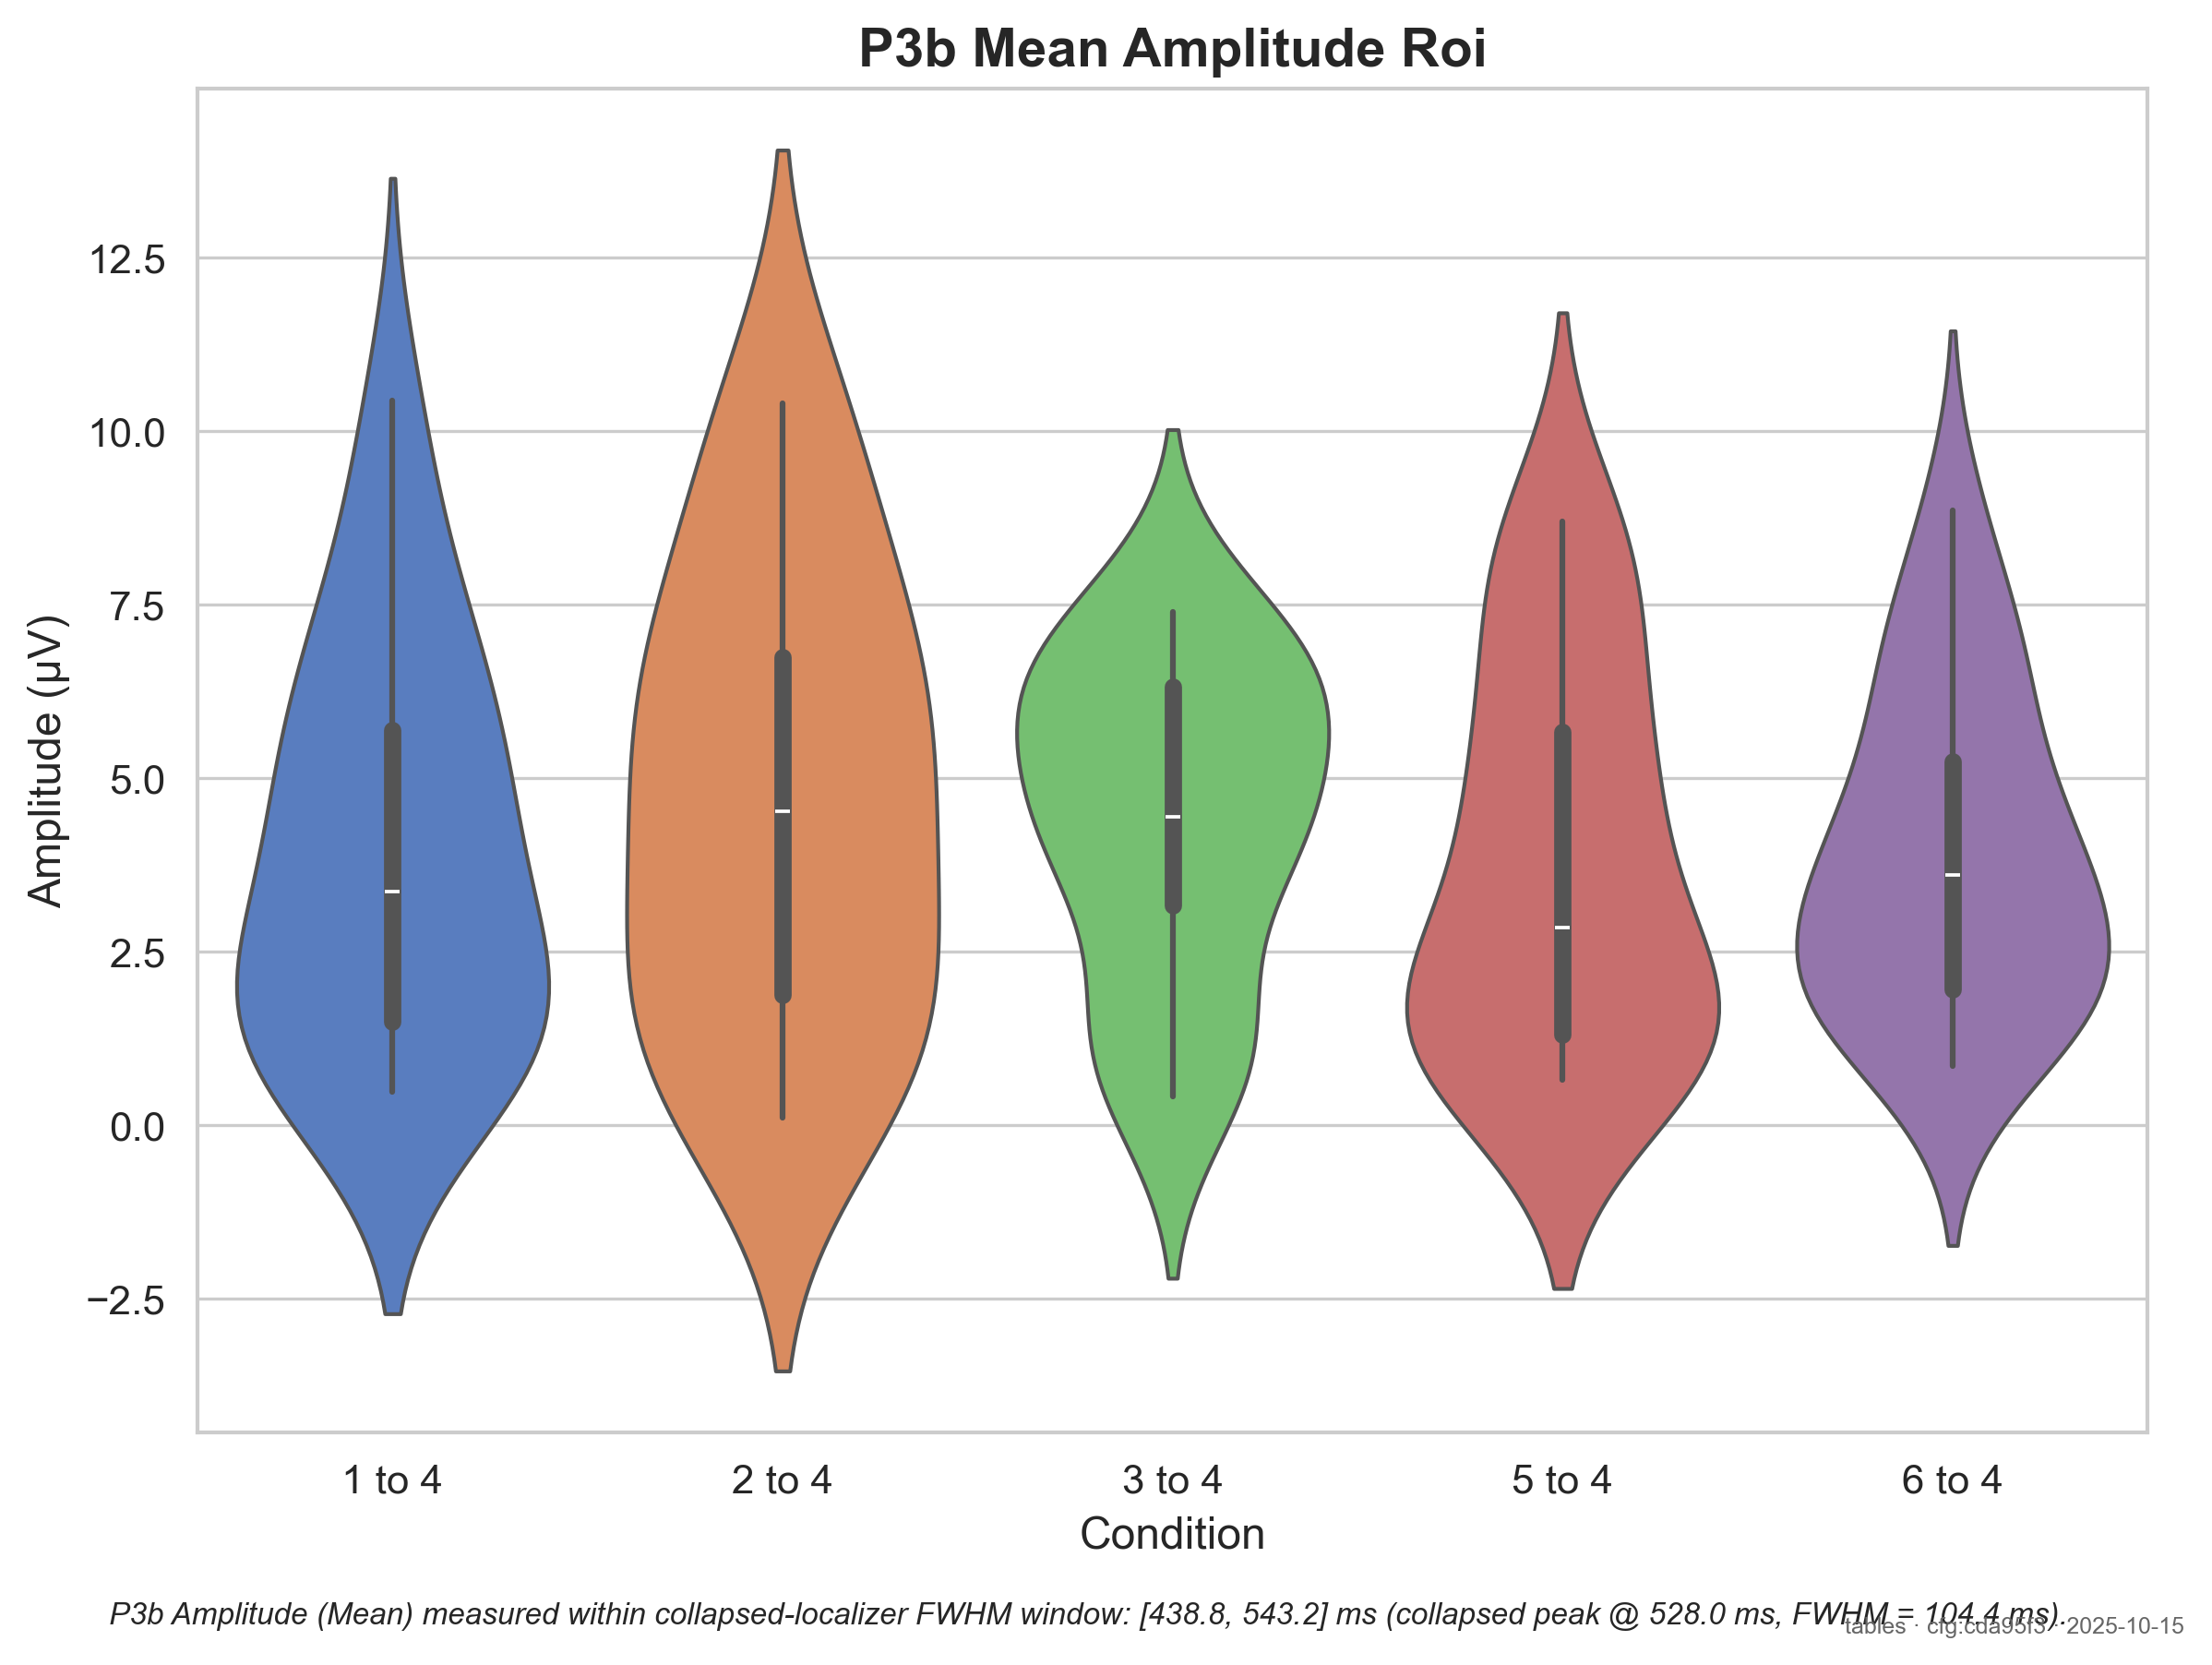 P3b Mean Amplitude Roi
Amplitude (µV)
12.5
10.0
7.5
5.0
2.5
0.0
−2.5
1 to 4
2 to 4
3 to 4
5 to 4
6 to 4
Condition
P3b Amplitude (Mean) measured within collapsed-localizer FWHM window: [438.8, 543.2] ms (collapsed peak @ 528.0 ms, FWHM = 104.4 ms).
tables · cfg:cda95f3 · 2025-10-15